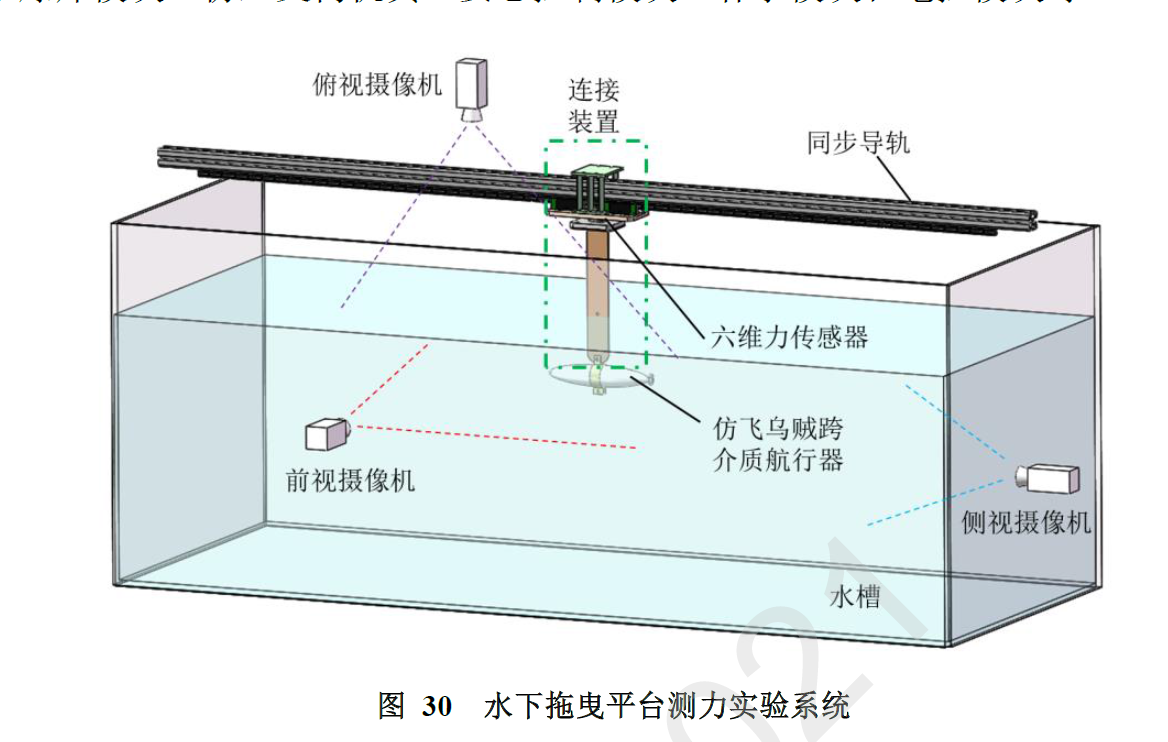 俯视摄像机
连接
装置
同步导轨
六维力传感器
仿飞乌贼跨
介质航行器
前视摄像机
侧视摄像机
水槽
图 30 水下拖曳平台测力实验系统
021